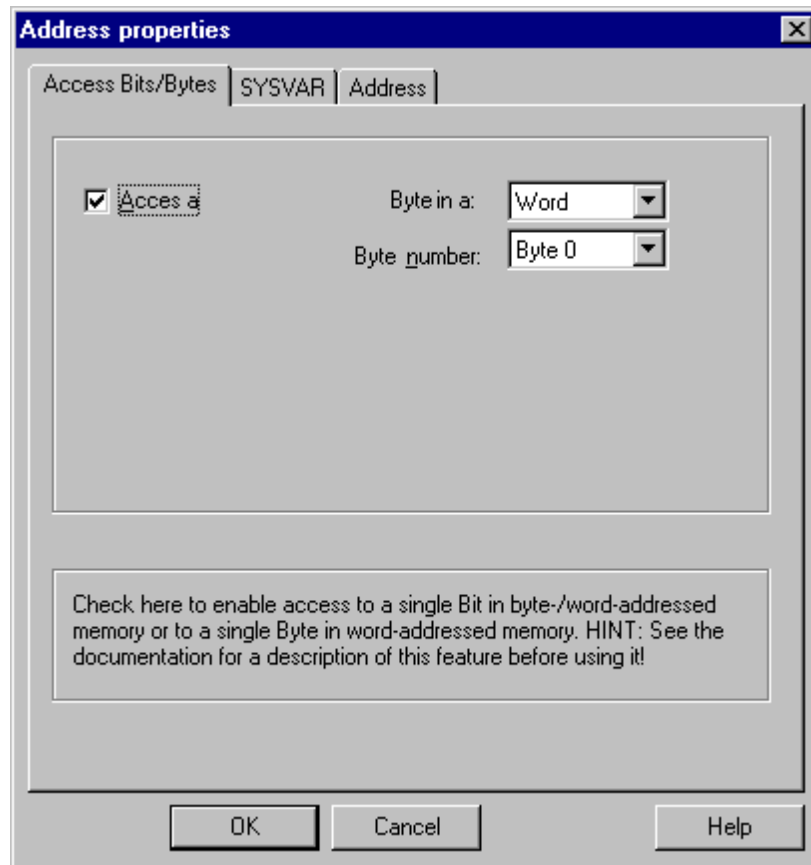 Address properties
Access Bits/Bytes SYSVAR Address
Acces a Byte in a: Word
Byte number: Byte 0
Check here to enable access to a single Bit in byte-/word-addressed
memory or to a single Byte in word-addressed memory. HINT: See the
documentation for a description of this feature before using it!
OK Cancel Help